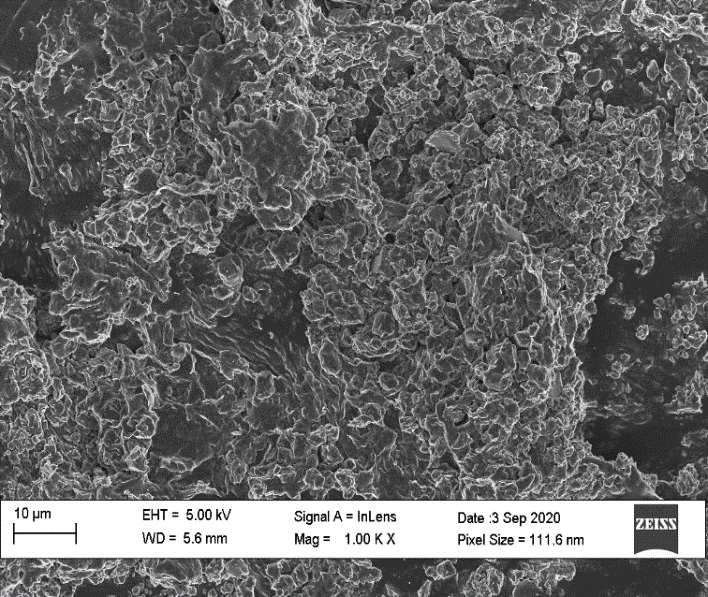 10 µm
EHT = 5.00 kV
Signal A = InLens
Date :3 Sep 2020
ZEISS
WD = 5.6 mm
Mag = 1.00 K X
Pixel Size = 111.6 nm